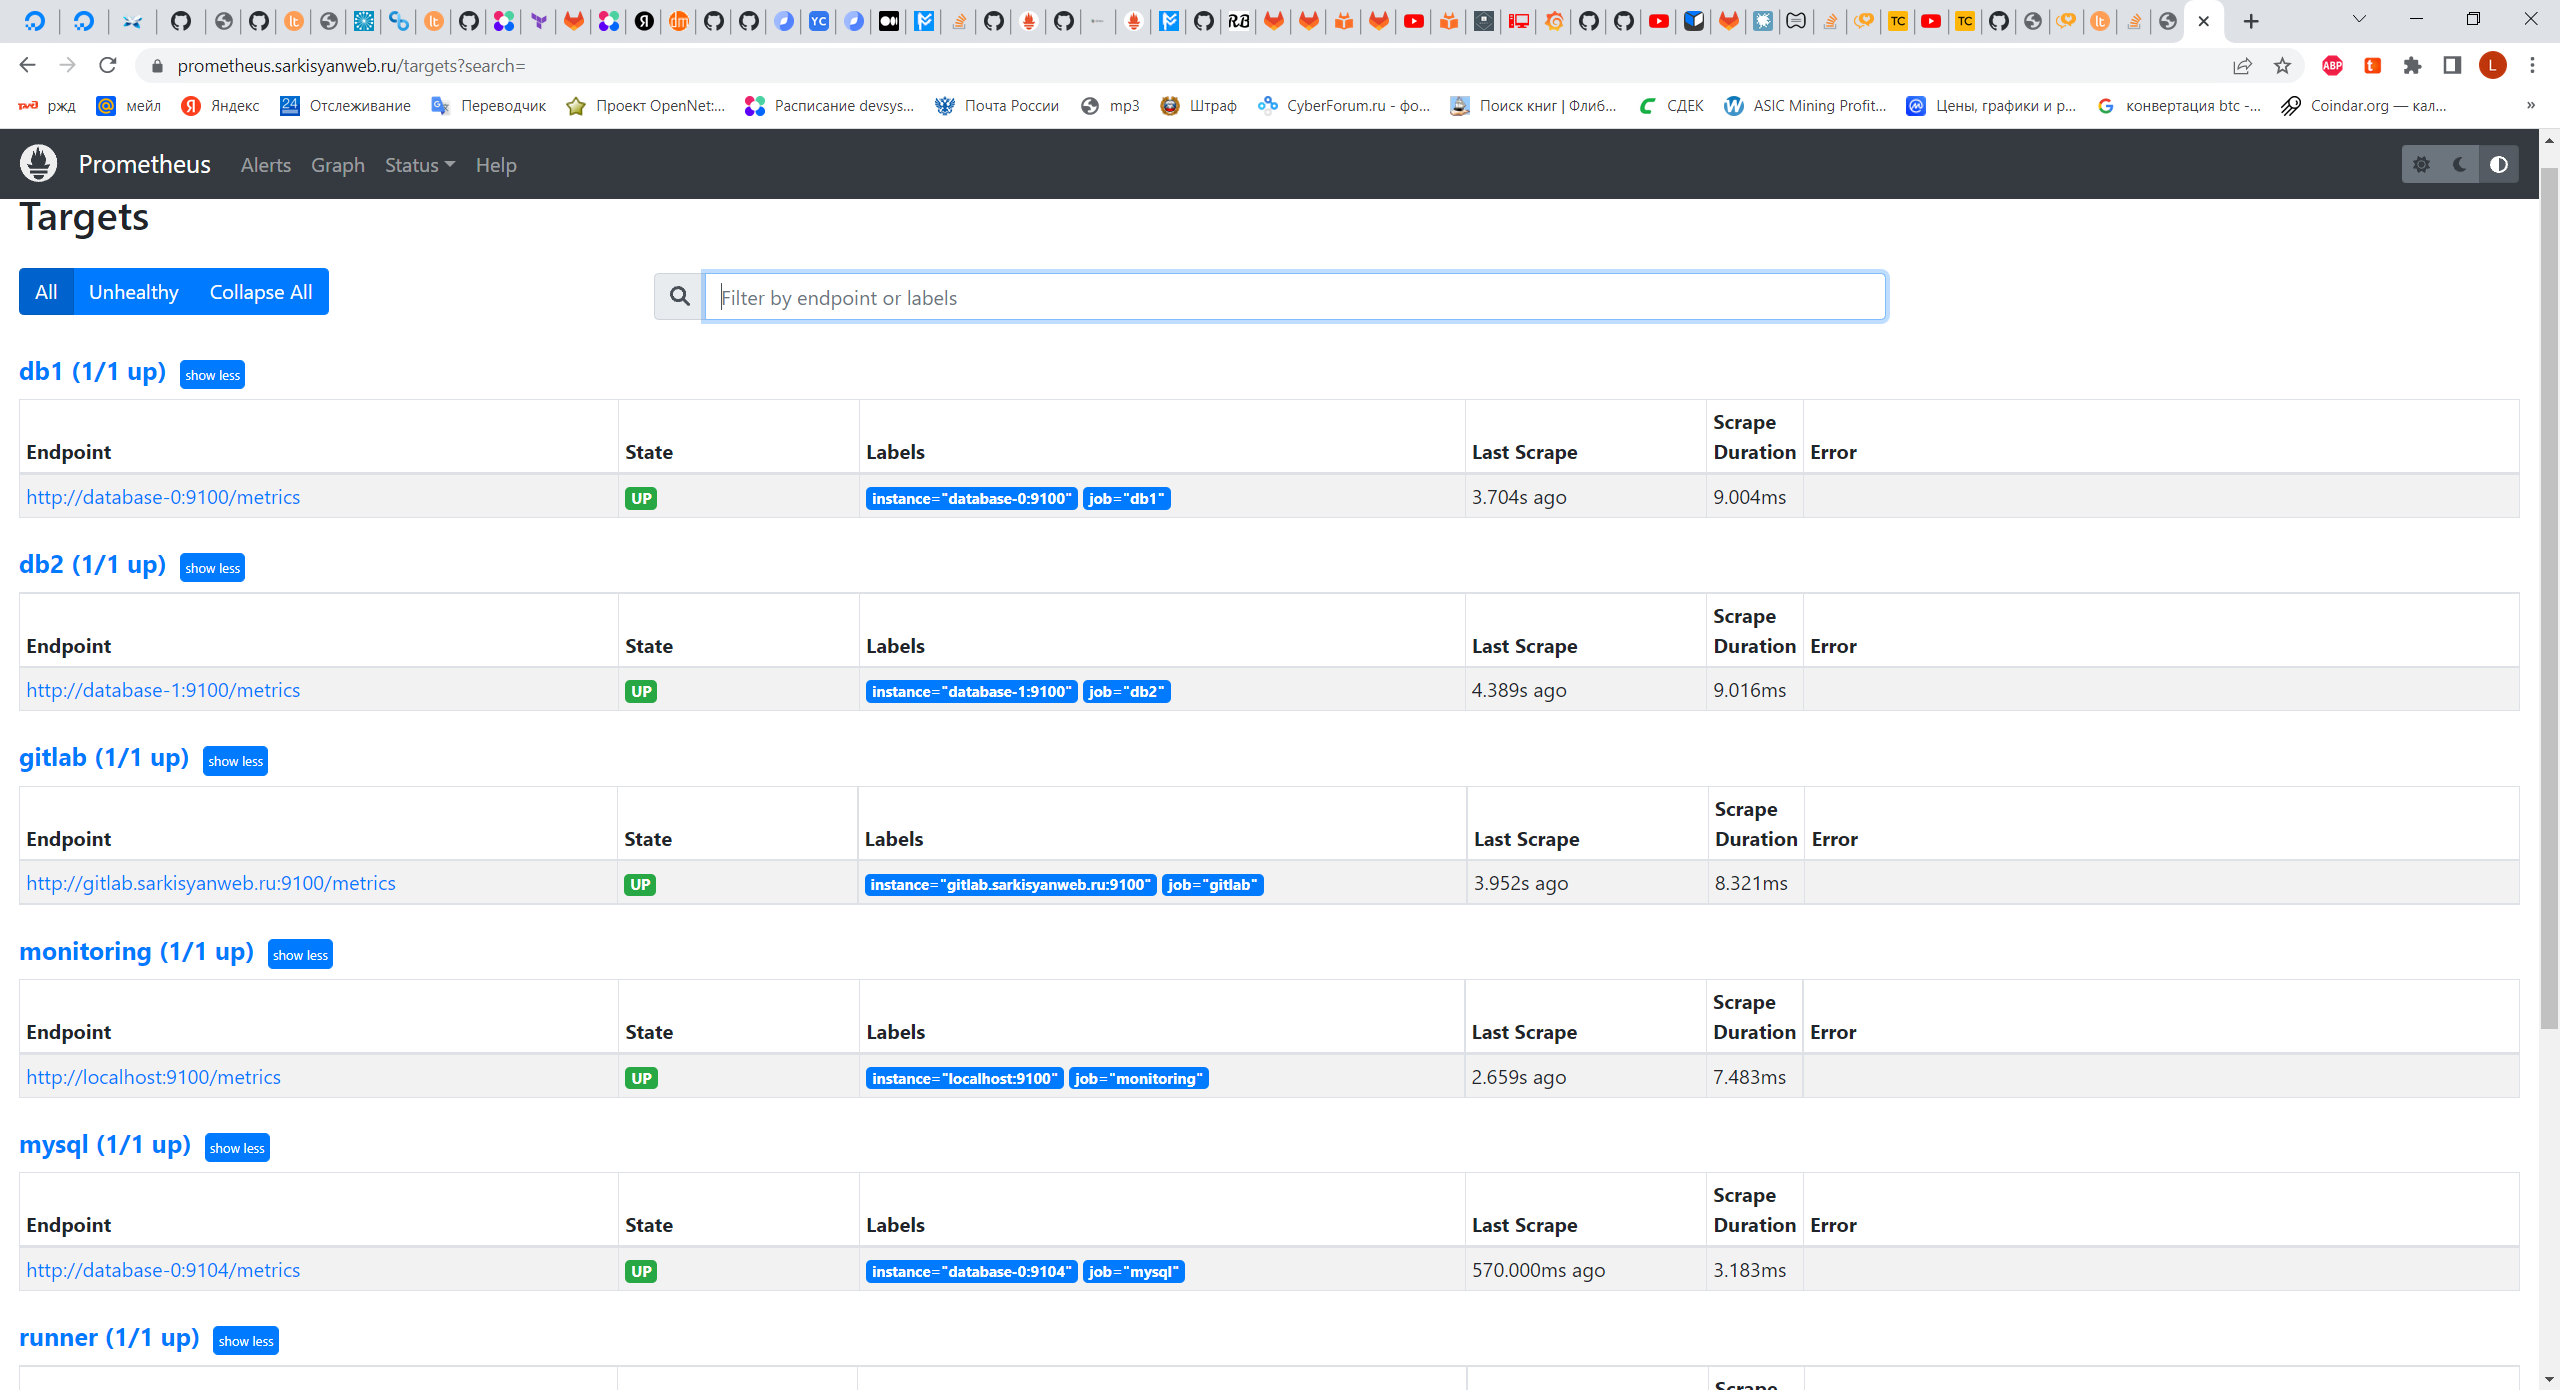 prometheus.sarkisyanweb.ru/targets?search=
ржд мейл Яндекс Отслеживание Переводчик Проект OpenNet:... Расписание devsys... Почта России mp3 Штраф CyberForum.ru - фо... Поиск книг | Флиб... СДЕК ASIC Mining Profit... Цены, графики и р... конвертация btc -... Coindar.org — кал... »
Prometheus Alerts Graph Status Help
Targets
All Unhealthy Collapse All Filter by endpoint or labels
db1 (1/1 up) show less
Endpoint State Labels Last Scrape Scrape Duration Error
http://database-0:9100/metrics UP instance="database-0:9100" job="db1" 3.704s ago 9.004ms
db2 (1/1 up) show less
Endpoint State Labels Last Scrape Scrape Duration Error
http://database-1:9100/metrics UP instance="database-1:9100" job="db2" 4.389s ago 9.016ms
gitlab (1/1 up) show less
Endpoint State Labels Last Scrape Scrape Duration Error
http://gitlab.sarkisyanweb.ru:9100/metrics UP instance="gitlab.sarkisyanweb.ru:9100" job="gitlab" 3.952s ago 8.321ms
monitoring (1/1 up) show less
Endpoint State Labels Last Scrape Scrape Duration Error
http://localhost:9100/metrics UP instance="localhost:9100" job="monitoring" 2.659s ago 7.483ms
mysql (1/1 up) show less
Endpoint State Labels Last Scrape Scrape Duration Error
http://database-0:9104/metrics UP instance="database-0:9104" job="mysql" 570.000ms ago 3.183ms
runner (1/1 up) show less
Scrape